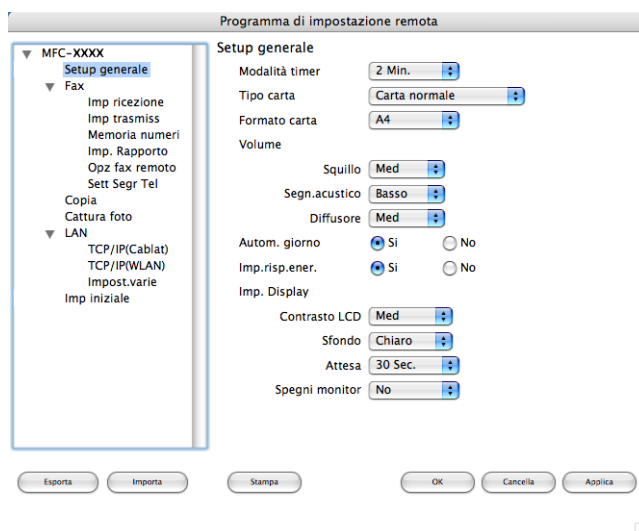 Programma di impostazione remota
MFC-XXXX
Setup generale
Fax
Imp ricezione
Imp trasmiss
Memoria numeri
Imp. Rapporto
Opz fax remoto
Sett Segr Tel
Copia
Cattura foto
LAN
TCP/IP(Cablat)
TCP/IP(WLAN)
Impost.varie
Imp iniziale
Setup generale
Modalità timer 2 Min.
Tipo carta Carta normale
Formato carta A4
Volume
Squillo Med
Segn.acustico Basso
Diffusore Med
Autom. giorno Si No
Imp.risp.ener. Si No
Imp. Display
Contrasto LCD Med
Sfondo Chiaro
Attesa 30 Sec.
Spegni monitor No
Esporta Importa Stampa OK Cancella Applica